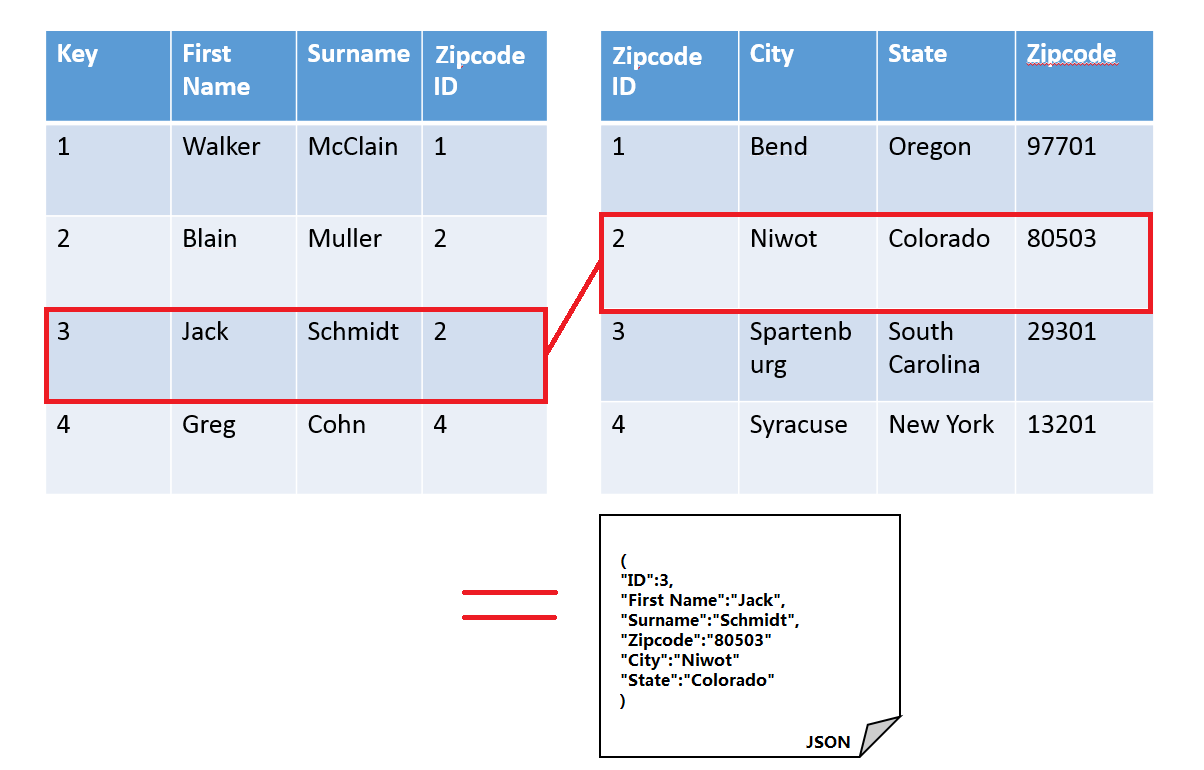 Key First Name Surname Zipcode ID
1 Walker McClain 1
2 Blain Muller 2
3 Jack Schmidt 2
4 Greg Cohn 4
Zipcode ID City State Zipcode
1 Bend Oregon 97701
2 Niwot Colorado 80503
3 Spartenburg South Carolina 29301
4 Syracuse New York 13201
(
"ID":3,
"First Name":"Jack",
"Surname":"Schmidt",
"Zipcode":"80503"
"City":"Niwot"
"State":"Colorado"
)
JSON